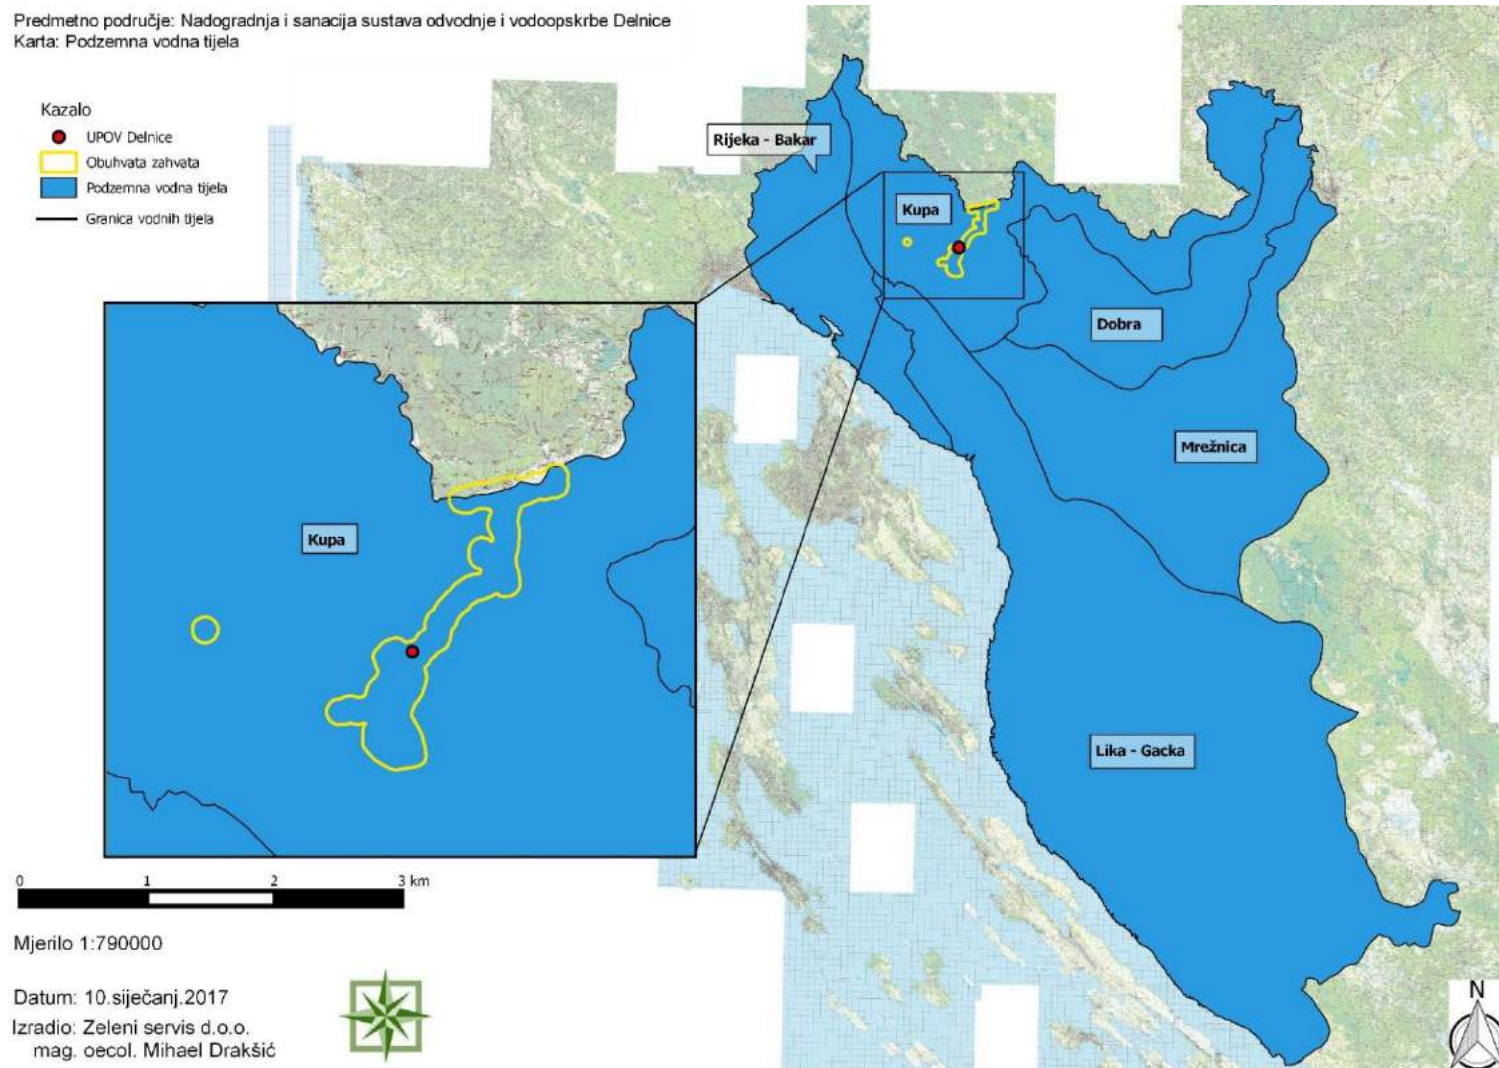 Predmetno područje: Nadogradnja i sanacija sustava odvodnje i vodoopskrbe Delnice
Karta: Podzemna vodna tijela
Kazalo
UPOV Delnice
Obuhvata zahvata
Podzemna vodna tijela
Granica vodnih tijela
Rijeka - Bakar
Kupa
Dobra
Mrežnica
Kupa
Lika - Gacka
0 1 2 3 km
Mjerilo 1:790000
Datum: 10.siječanj.2017
Izradio: Zeleni servis d.o.o.
mag. oecol. Mihael Drakšić
N